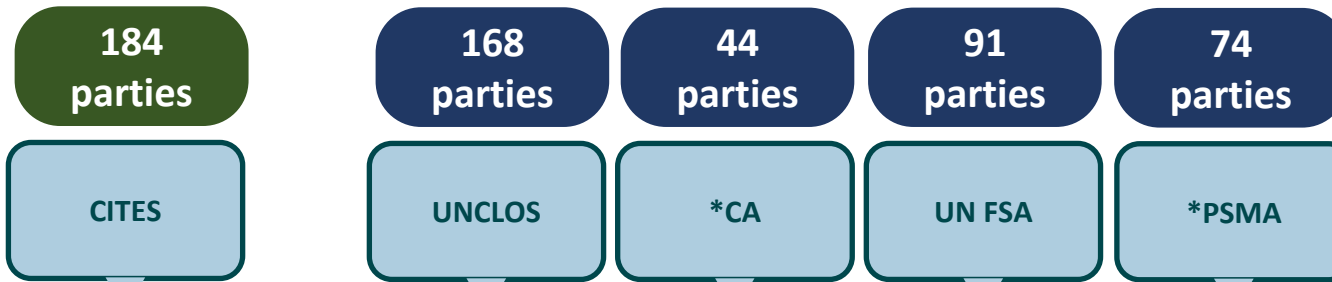 184
parties
168
parties
44
parties
91
parties
74
parties
CITES
UNCLOS
*CA
UN FSA
*PSMA